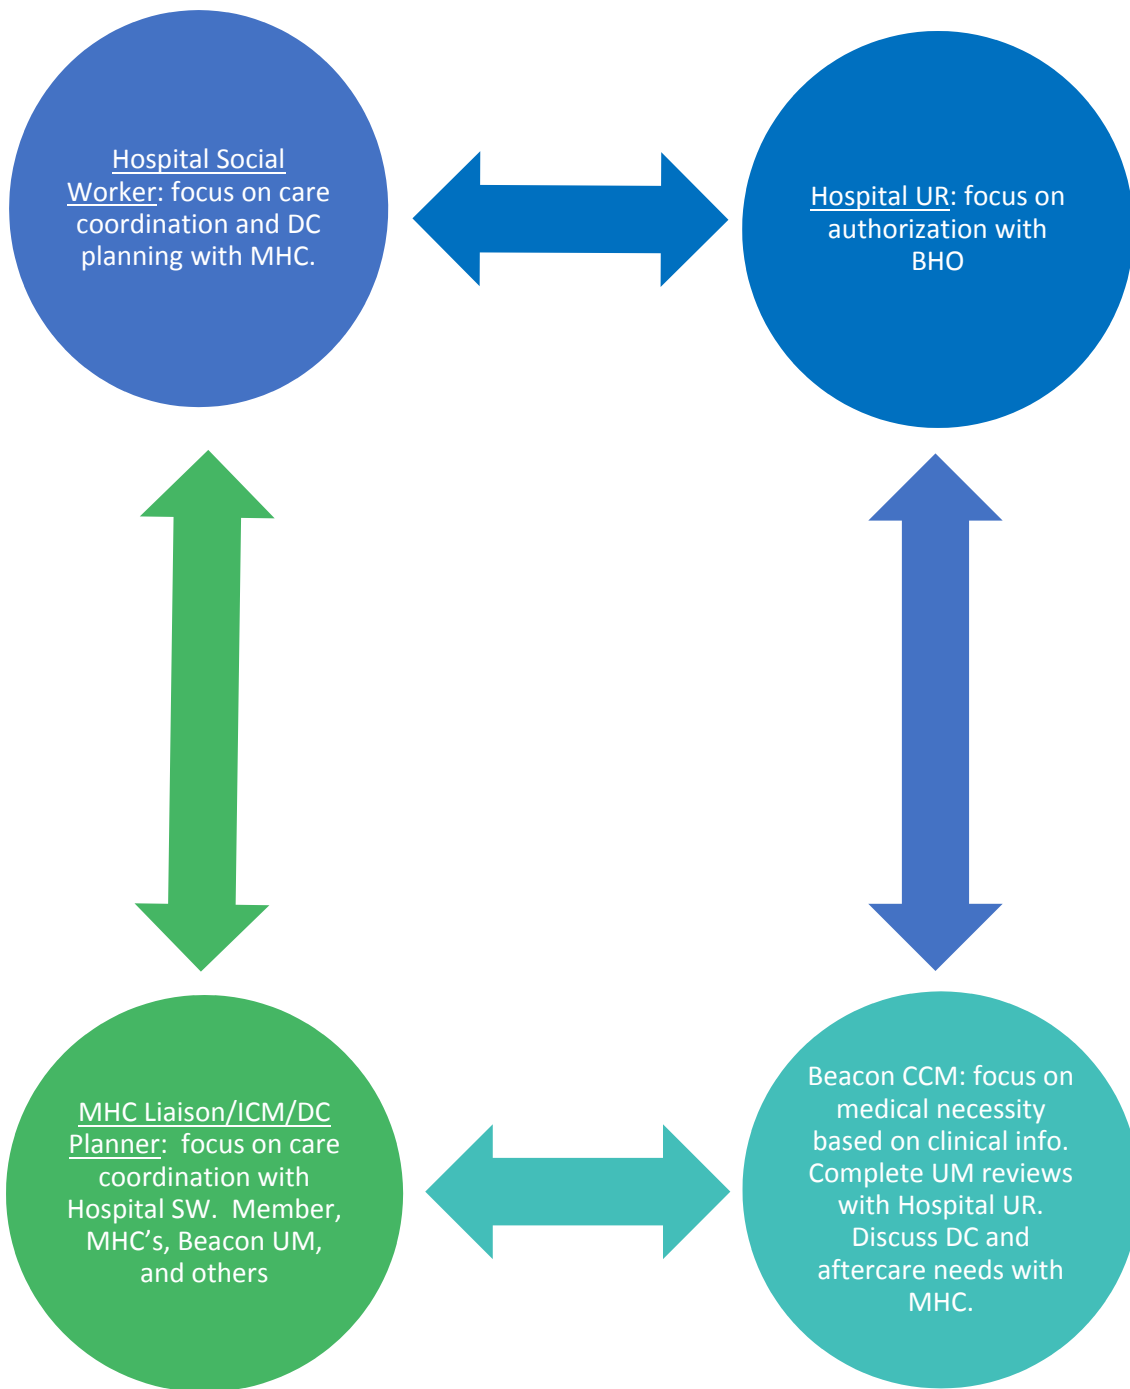 Hospital Social
Worker: focus on care
coordination and DC
planning with MHC.
Hospital UR: focus on
authorization with
BHO
MHC Liaison/ICM/DC
Planner:  focus on care
coordination with
Hospital SW.  Member,
MHC’s, Beacon UM,
and others
Beacon CCM: focus on
medical necessity
based on clinical info.
Complete UM reviews
with Hospital UR.
Discuss DC and
aftercare needs with
MHC.